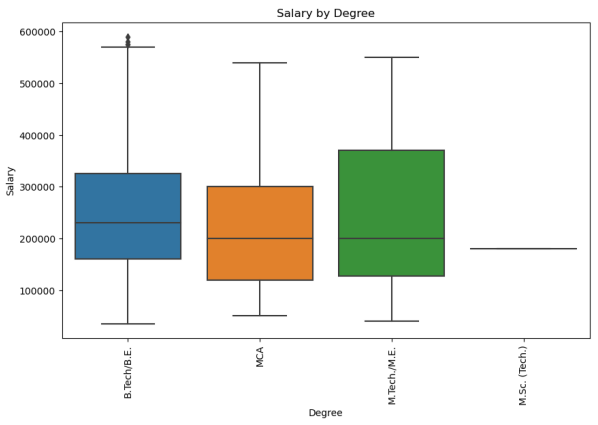 Salary by Degree
600000
500000
400000
300000
200000
100000
Salary
B.Tech/B.E.
MCA
M.Tech./M.E.
M.Sc. (Tech.)
Degree